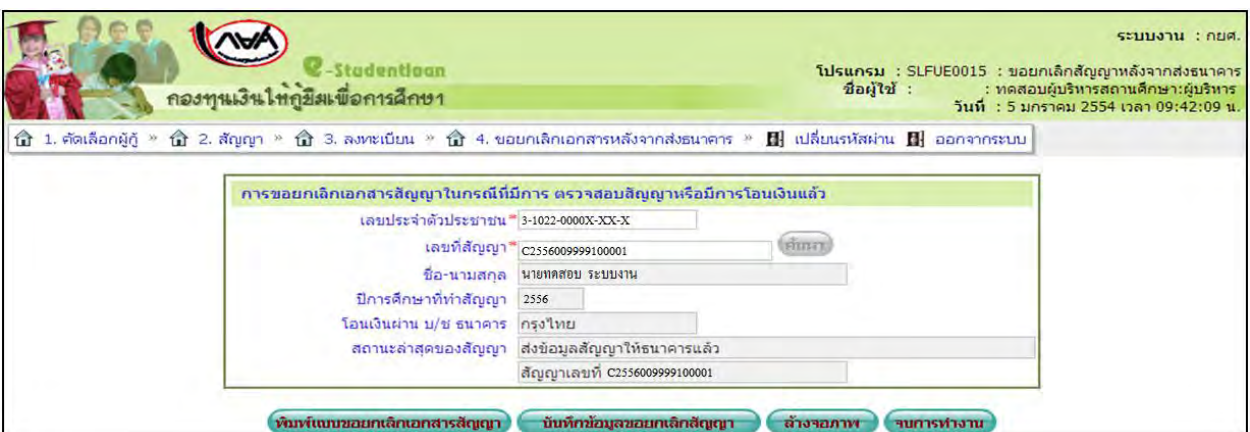 กยศ
ระบบงาน : กยศ.
e-Studentloan
โปรแกรม : SLFUE0015 : ขอยกเลิกสัญญาหลังจากส่งธนาคาร
กองทุนเงินให้กู้ยืมเพื่อการศึกษา
ชื่อผู้ใช้ : : ทดสอบผู้บริหารสถานศึกษา:ผู้บริหาร
วันที่ : 5 มกราคม 2554 เวลา 09:42:09 น.
1. คัดเลือกผู้กู้ » 2. สัญญา » 3. ลงทะเบียน » 4. ขอยกเลิกเอกสารหลังจากส่งธนาคาร » เปลี่ยนรหัสผ่าน ออกจากระบบ
การขอยกเลิกเอกสารสัญญาในกรณีที่มีการ ตรวจสอบสัญญาหรือมีการโอนเงินแล้ว
เลขประจำตัวประชาชน * 3-1022-0000X-XX-X
เลขที่สัญญา * C2556009999100001 ค้นหา
ชื่อ-นามสกุล นายทดสอบ ระบบงาน
ปีการศึกษาที่ทำสัญญา 2556
โอนเงินผ่าน บ/ช ธนาคาร กรุงไทย
สถานะล่าสุดของสัญญา ส่งข้อมูลสัญญาให้ธนาคารแล้ว
สัญญาเลขที่ C2556009999100001
พิมพ์แบบขอยกเลิกเอกสารสัญญา บันทึกข้อมูลขอยกเลิกสัญญา ล้างจอภาพ จบการทำงาน